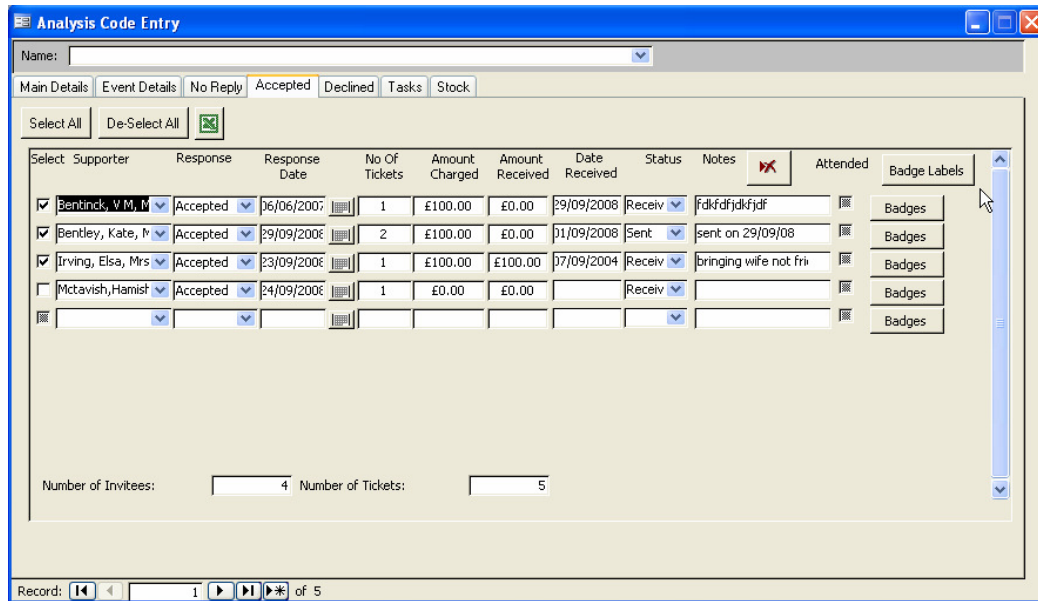 Analysis Code Entry
Name:
Main Details Event Details No Reply Accepted Declined Tasks Stock
Select All De-Select All
Select Supporter Response Response Date No Of Tickets Amount Charged Amount Received Date Received Status Notes Attended Badge Labels
Bentinck, V M, M Accepted 06/06/2007 1 £100.00 £0.00 29/09/2008 Receiv fdkfdfjdkfjdf Badges
Bentley, Kate, M Accepted 29/09/2008 2 £100.00 £0.00 01/09/2008 Sent sent on 29/09/08 Badges
Irving, Elsa, Mrs Accepted 23/09/2008 1 £100.00 £100.00 07/09/2004 Receiv bringing wife not frie Badges
Mctavish,Hamish Accepted 24/09/2008 1 £0.00 £0.00 Receiv Badges
Badges
Number of Invitees: 4 Number of Tickets: 5
Record: 1 of 5